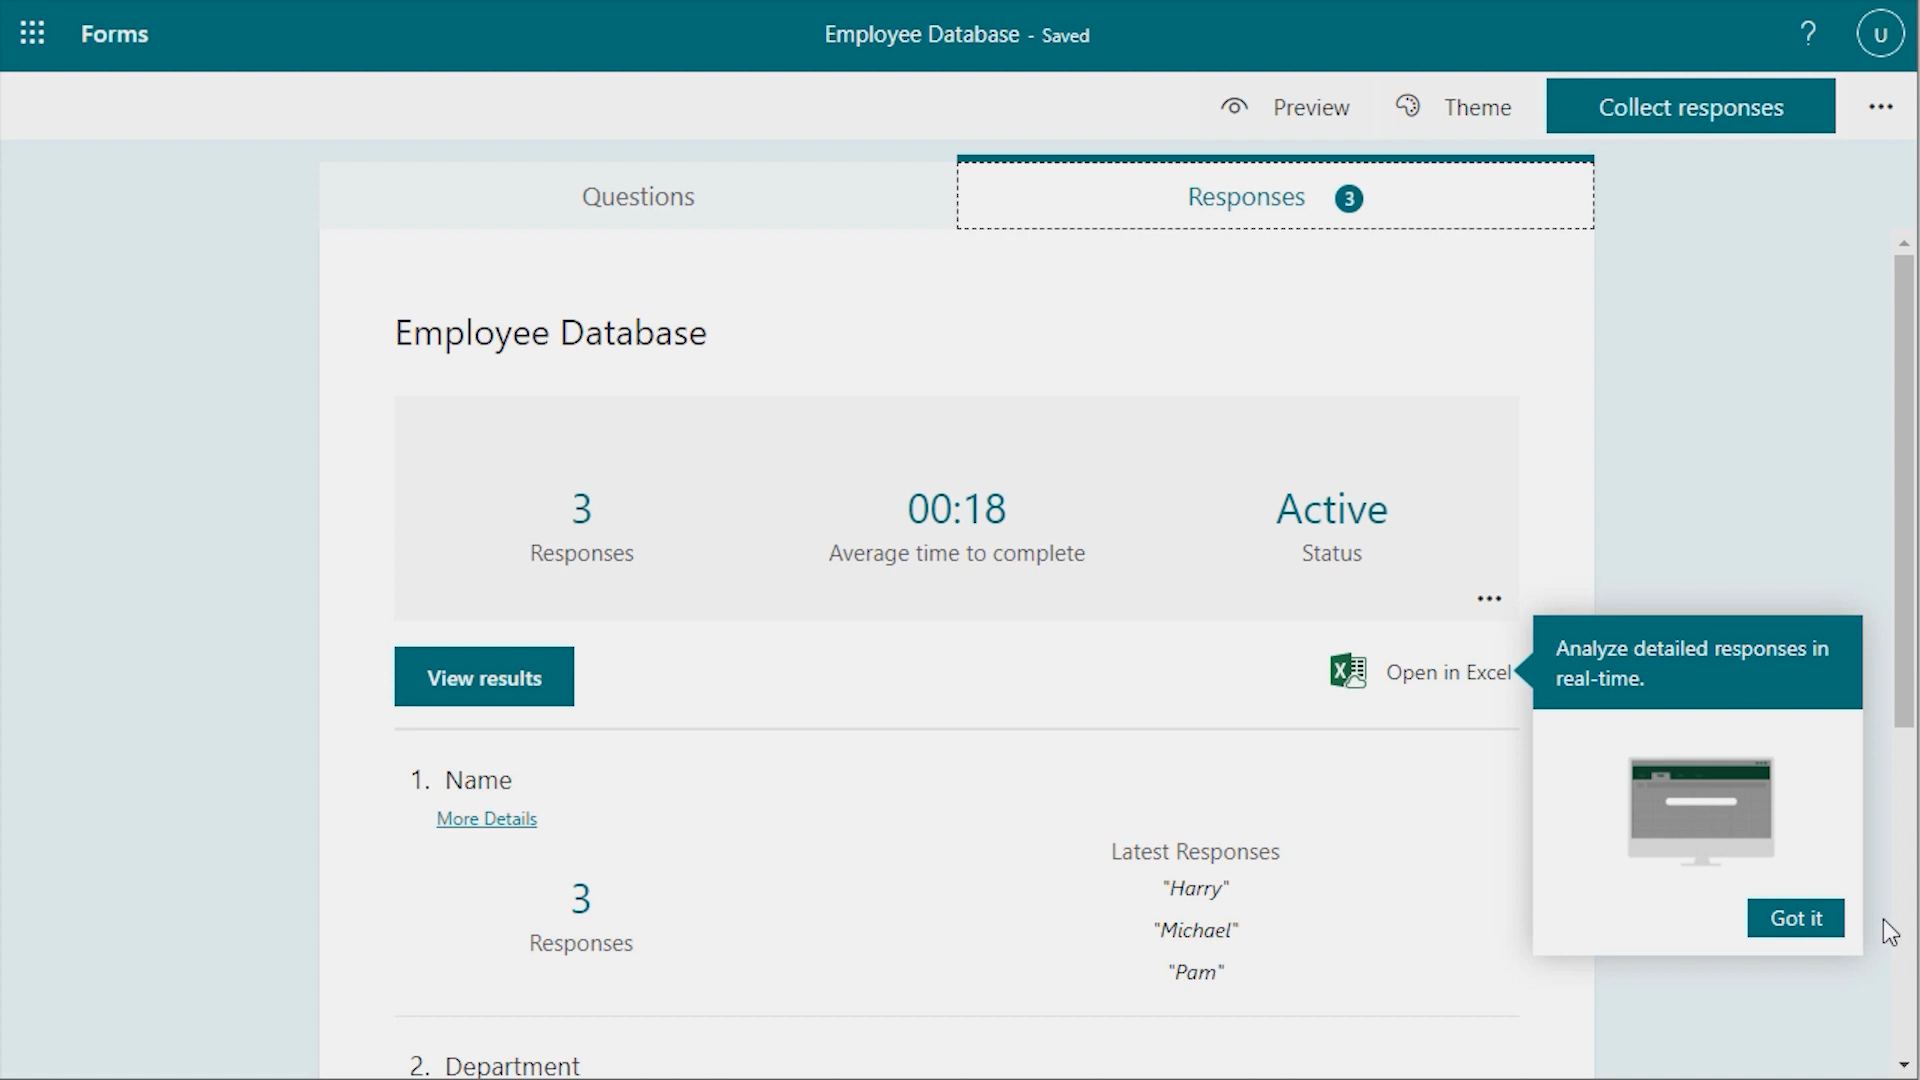 Forms
Employee Database - Saved
?
U
Preview
Theme
Collect responses
Questions
Responses 3
Employee Database
3
Responses
00:18
Average time to complete
Active
Status
View results
Open in Excel
Analyze detailed responses in
real-time.
Got it
1. Name
More Details
3
Responses
Latest Responses
"Harry"
"Michael"
"Pam"
2. Department